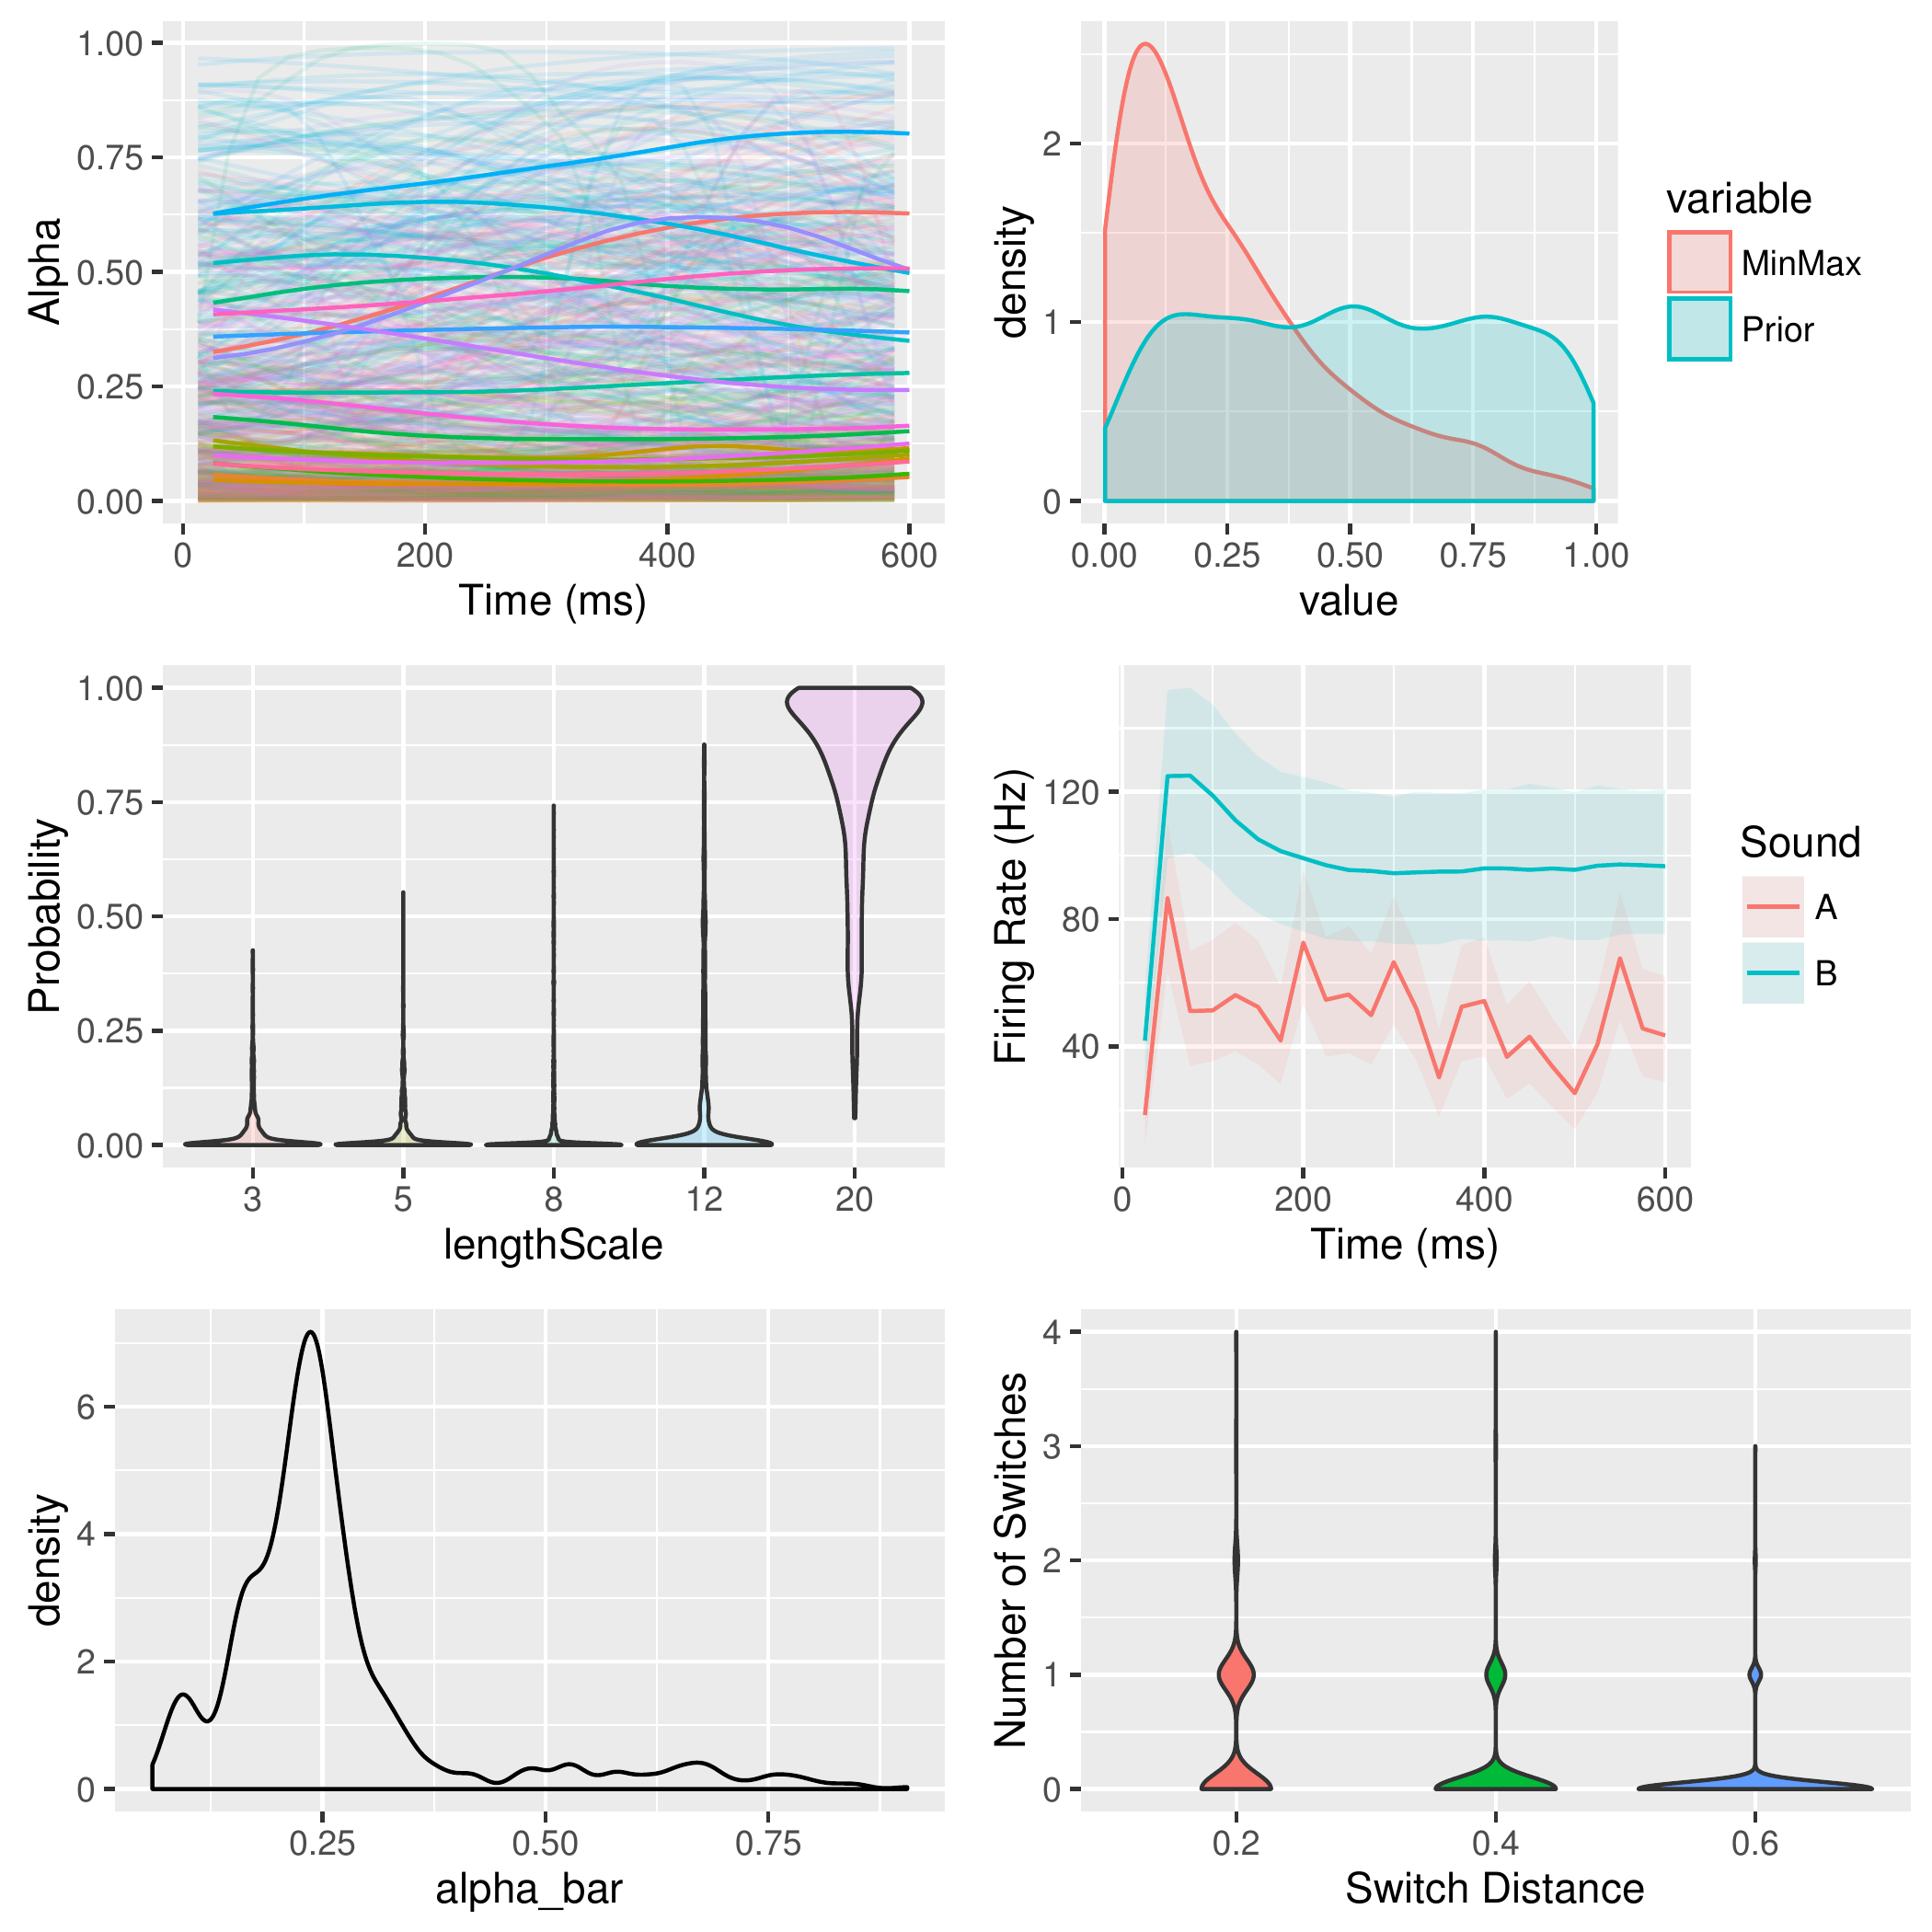 1.00
0.75
0.50
0.25
0.00
Alpha
0
200
400
600
Time (ms)
2
1
0
density
0.00
0.25
0.50
0.75
1.00
value
variable
MinMax
Prior
1.00
0.75
0.50
0.25
0.00
Probability
3
5
8
12
20
lengthScale
120
80
40
Firing Rate (Hz)
0
200
400
600
Time (ms)
Sound
A
B
6
4
2
0
density
0.25
0.50
0.75
alpha_bar
4
3
2
1
0
Number of Switches
0.2
0.4
0.6
Switch Distance